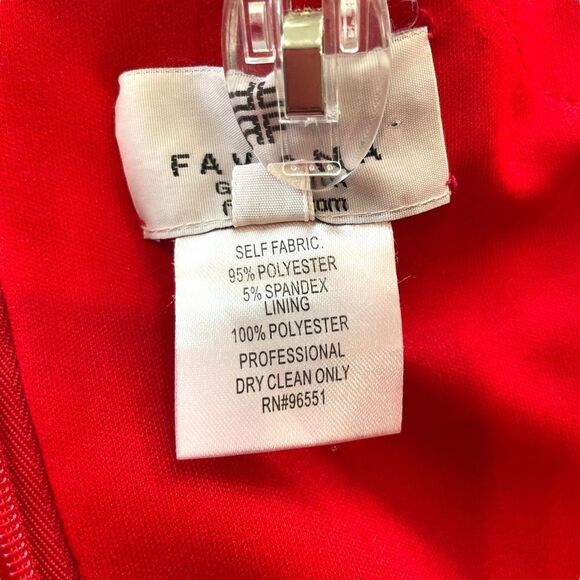 SELF FABRIC.
95% POLYESTER
5% SPANDEX
LINING
100% POLYESTER
PROFESSIONAL
DRY CLEAN ONLY
RN#96551